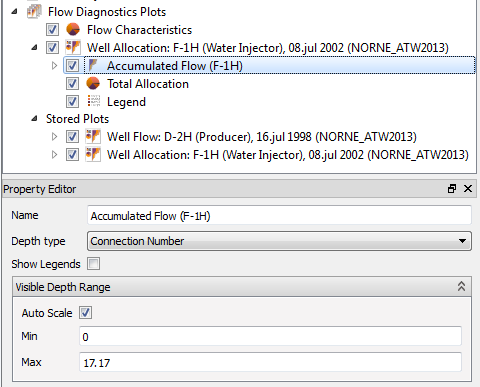 Flow Diagnostics Plots
Flow Characteristics
Well Allocation: F-1H (Water Injector), 08.jul 2002 (NORNE_ATW2013)
Accumulated Flow (F-1H)
Total Allocation
Legend
Stored Plots
Well Flow: D-2H (Producer), 16.jul 1998 (NORNE_ATW2013)
Well Allocation: F-1H (Water Injector), 08.jul 2002 (NORNE_ATW2013)
Property Editor
Name Accumulated Flow (F-1H)
Depth type Connection Number
Show Legends
Visible Depth Range
Auto Scale
Min 0
Max 17.17